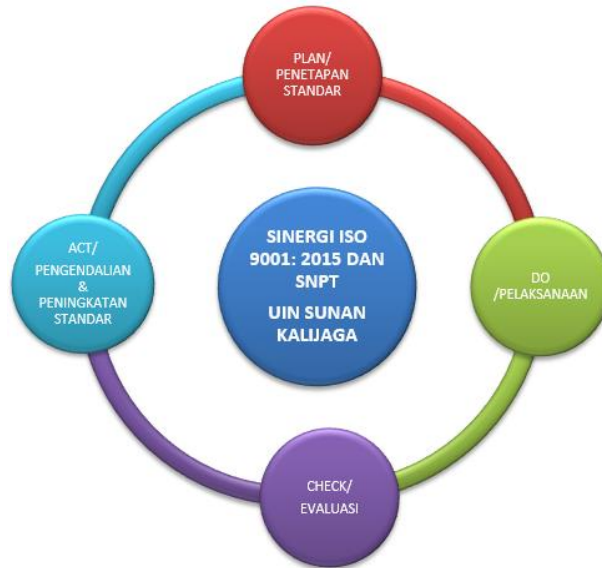 PLAN/
PENETAPAN
STANDAR
ACT/
PENGENDALIAN
&
PENINGKATAN
STANDAR
SINERGI ISO
9001: 2015 DAN
SNPT
UIN SUNAN
KALIJAGA
DO
/PELAKSANAAN
CHECK/
EVALUASI